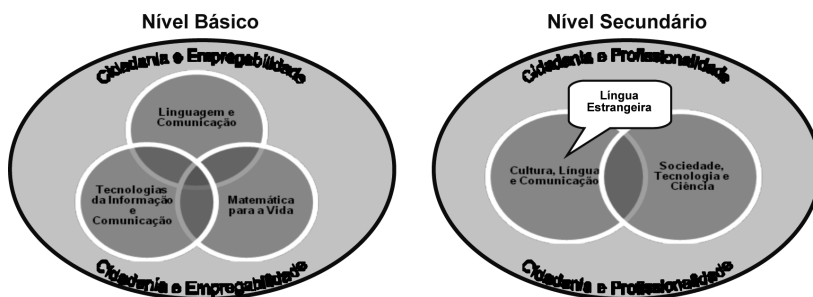 Nível Básico
Cidadania e Empregabilidade
Linguagem e
Comunicação
Tecnologias
da Informação
e
Comunicação
Matemática
para a Vida
Cidadania e Empregabilidade
Nível Secundário
Cidadania e Profissionalidade
Língua
Estrangeira
Cultura, Língua
e Comunicação
Sociedade,
Tecnologia e
Ciência
Cidadania e Profissionalidade